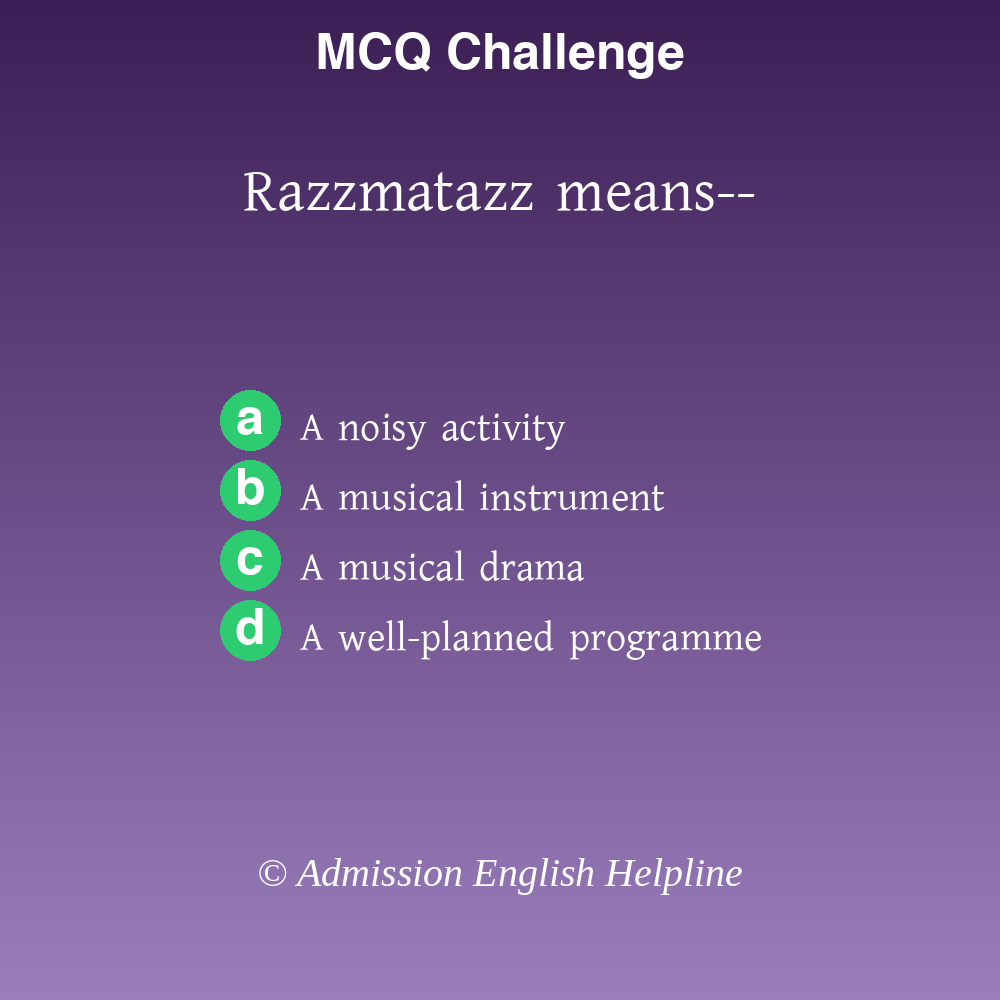 MCQ Challenge
Razzmatazz means--
a A noisy activity
b A musical instrument
c A musical drama
d A well-planned programme
© Admission English Helpline